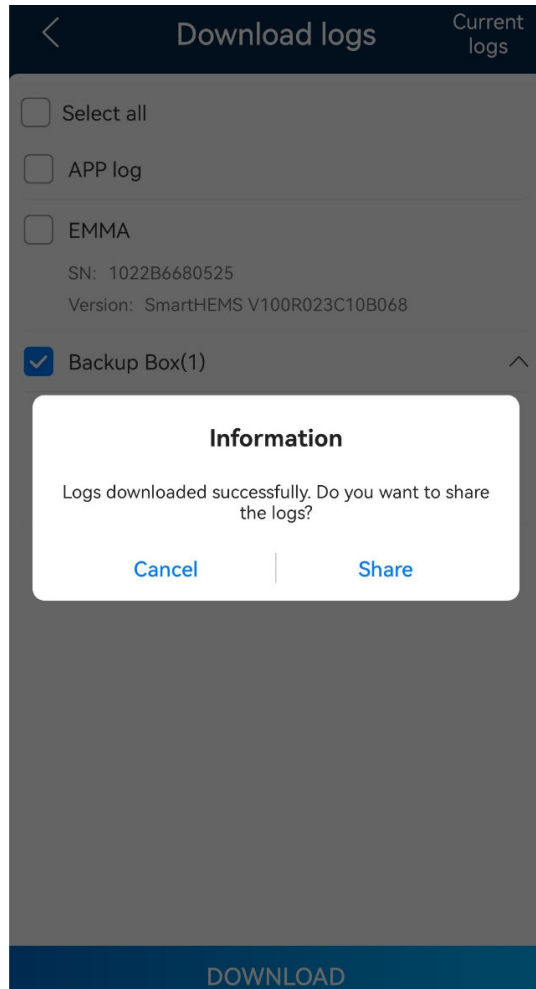 Download logs
Current
logs
Select all
APP log
EMMA
SN: 1022B6680525
Version: SmartHEMS V100R023C10B068
Backup Box(1)
Information
Logs downloaded successfully. Do you want to share
the logs?
Cancel
Share
DOWNLOAD